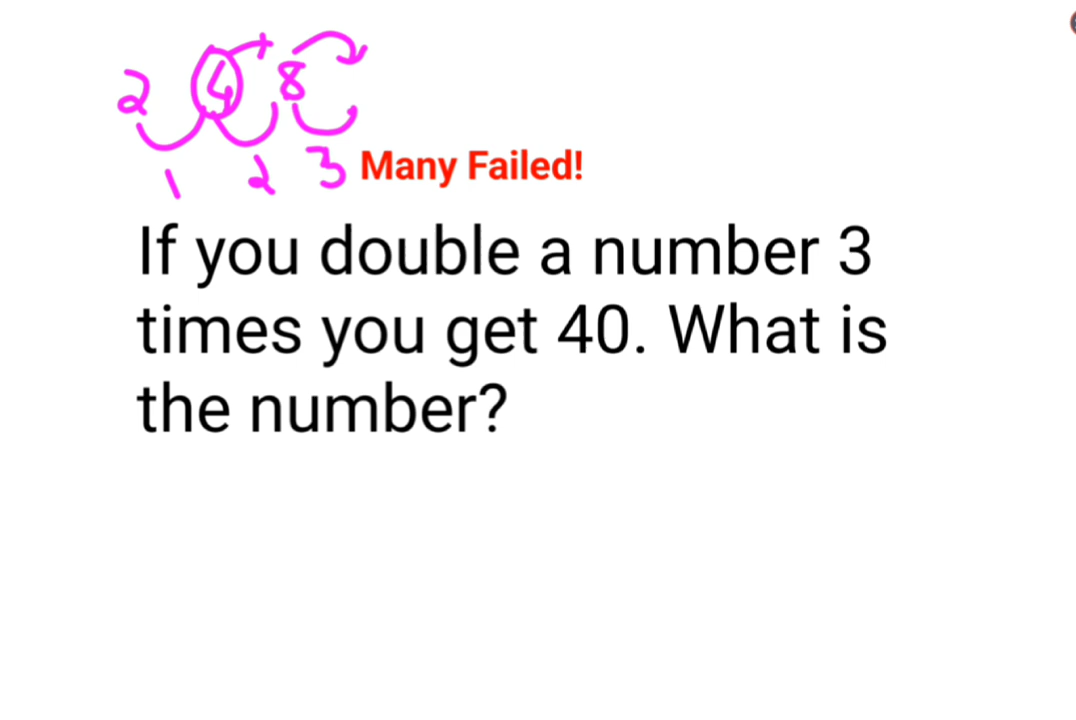 2 4 8
1 2 3 Many Failed!
If you double a number 3
times you get 40. What is
the number?